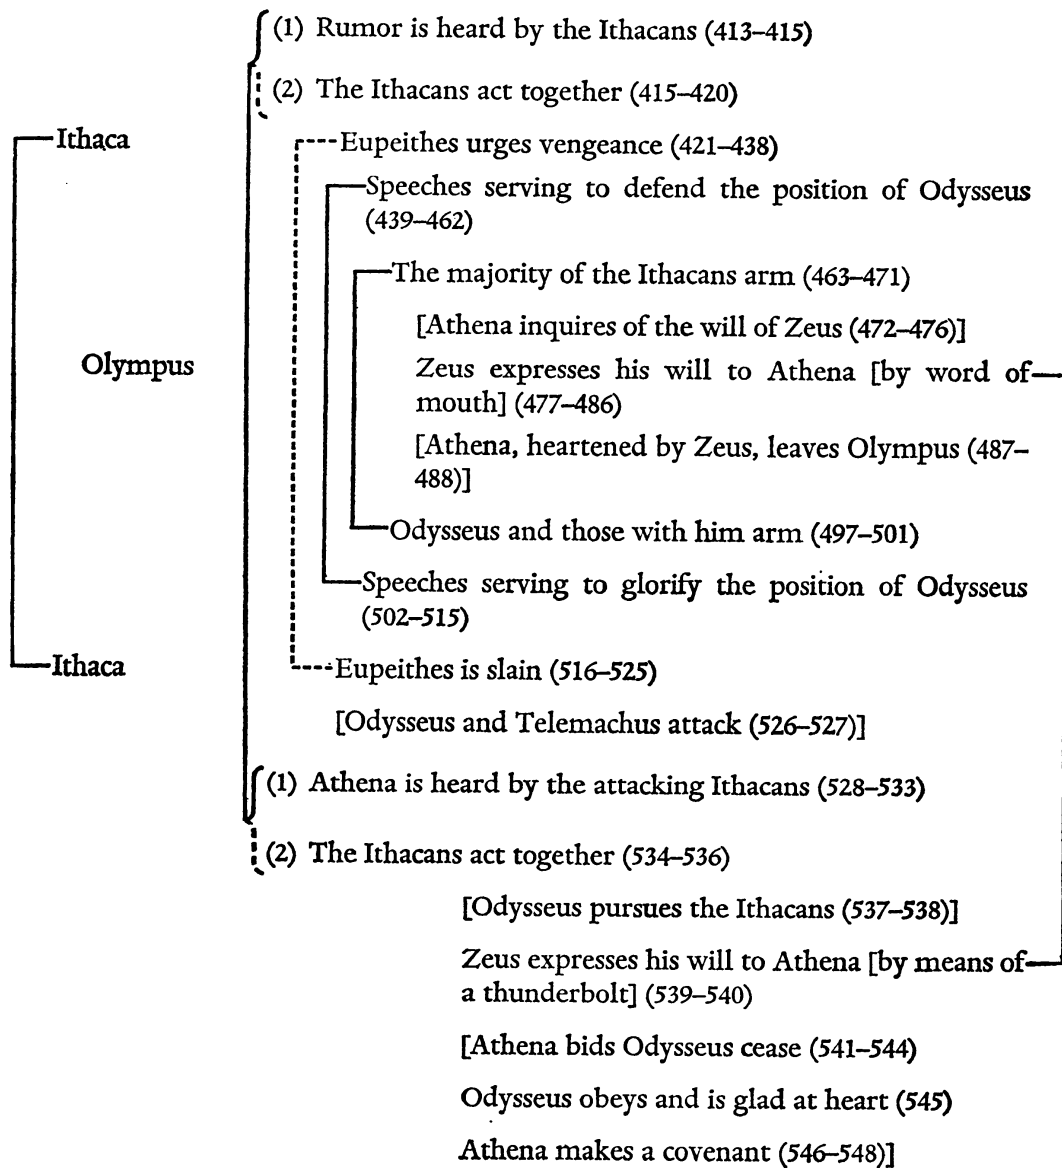 (1) Rumor is heard by the Ithacans (413–415)
(2) The Ithacans act together (415–420)
Ithaca
Eupeithes urges vengeance (421–438)
Speeches serving to defend the position of Odysseus
(439–462)
The majority of the Ithacans arm (463–471)
[Athena inquires of the will of Zeus (472–476)]
Olympus
Zeus expresses his will to Athena [by word of
mouth] (477–486)
[Athena, heartened by Zeus, leaves Olympus (487–
488)]
Odysseus and those with him arm (497–501)
Speeches serving to glorify the position of Odysseus
(502–515)
Ithaca
Eupeithes is slain (516–525)
[Odysseus and Telemachus attack (526–527)]
(1) Athena is heard by the attacking Ithacans (528–533)
(2) The Ithacans act together (534–536)
[Odysseus pursues the Ithacans (537–538)]
Zeus expresses his will to Athena [by means of
a thunderbolt] (539–540)
[Athena bids Odysseus cease (541–544)
Odysseus obeys and is glad at heart (545)
Athena makes a covenant (546–548)]